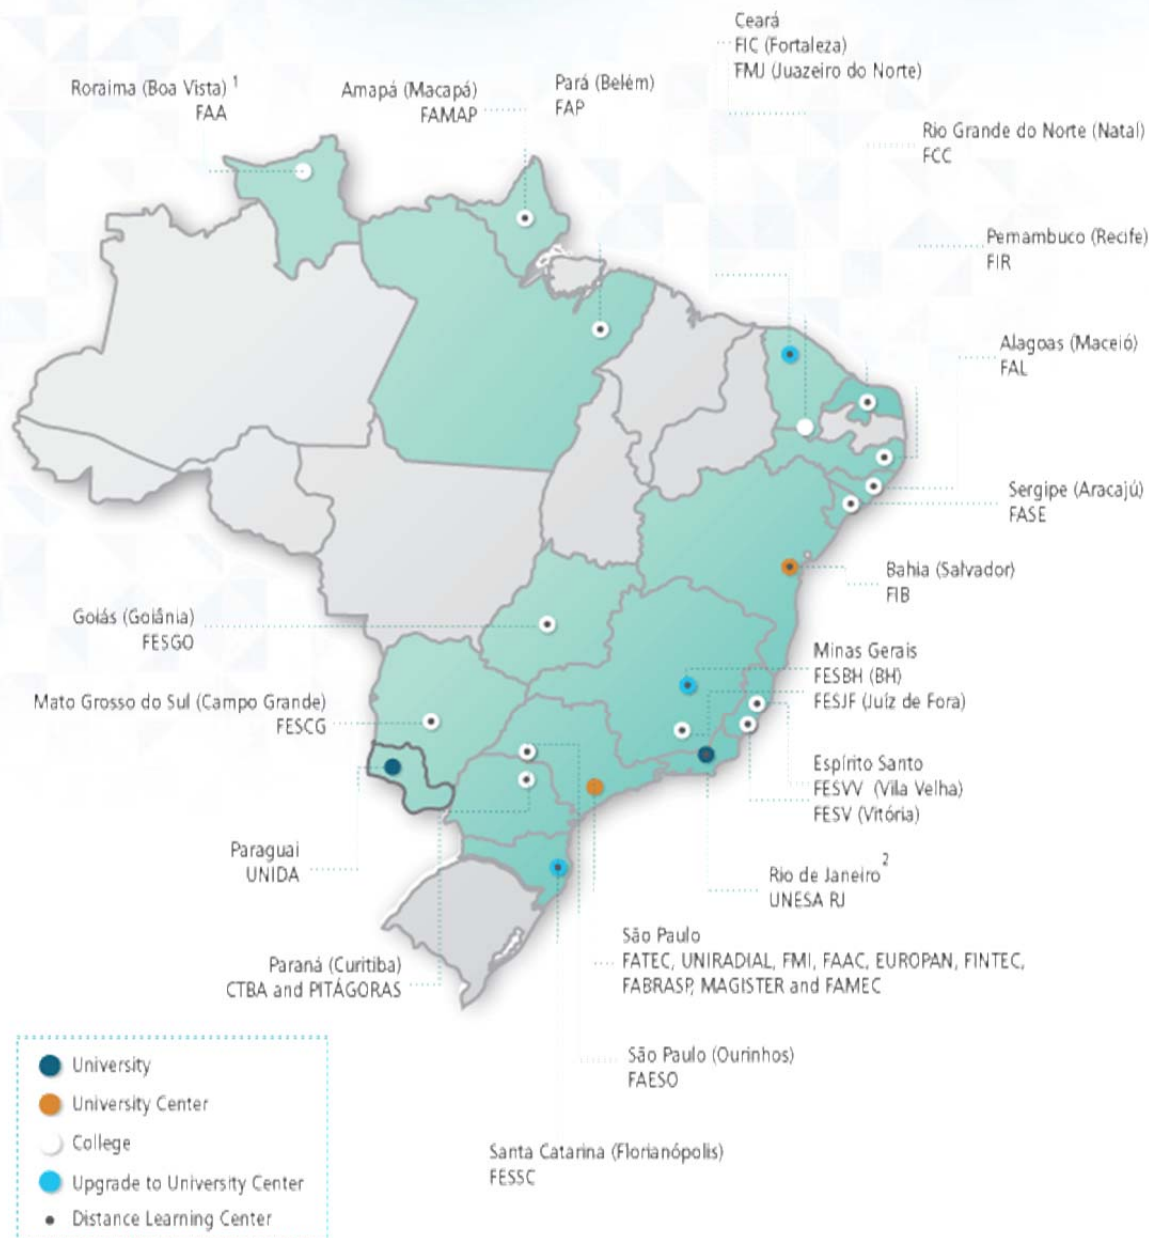 Ceará
FIC (Fortaleza)
FMJ (Juazeiro do Norte)
Roraima (Boa Vista) 1
FAA
Amapá (Macapá)
FAMAP
Pará (Belém)
FAP
Rio Grande do Norte (Natal)
FCC
Pernambuco (Recife)
FIR
Alagoas (Maceió)
FAL
Sergipe (Aracajú)
FASE
Bahia (Salvador)
FIB
Goiás (Goiânia)
FESGO
Minas Gerais
FESBH (BH)
FESJF (Juíz de Fora)
Mato Grosso do Sul (Campo Grande)
FESCG
Espírito Santo
FESVV (Vila Velha)
FESV (Vitória)
Paraguai
UNIDA
Rio de Janeiro 2
UNESA RJ
São Paulo
FATEC, UNIRADIAL, FMI, FAAC, EUROPAN, FINTEC,
FABRASP, MAGISTER and FAMEC
Paraná (Curitiba)
CTBA and PITÁGORAS
São Paulo (Ourinhos)
FAESO
Santa Catarina (Florianópolis)
FESSC
University
University Center
College
Upgrade to University Center
Distance Learning Center